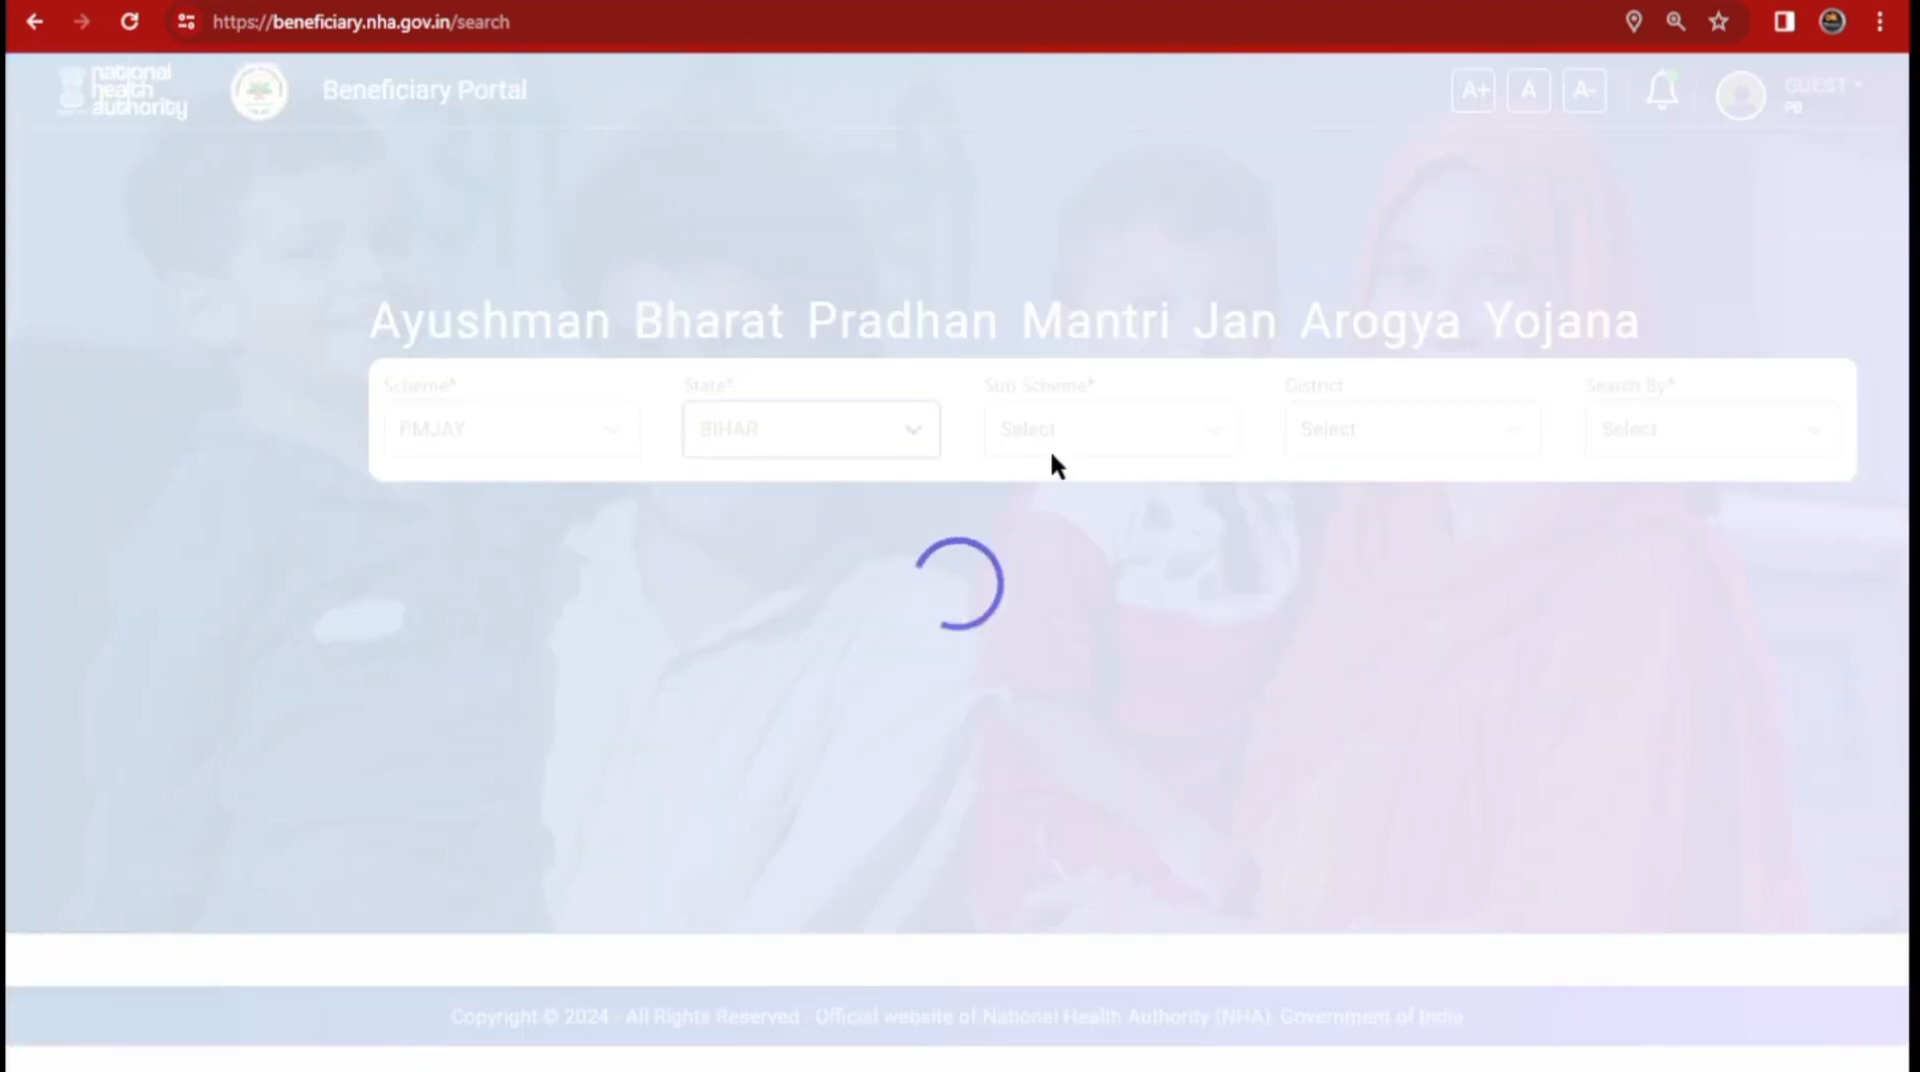 https://beneficiary.nha.gov.in/search
national
health
authority
Beneficiary Portal
A+ A A-
GUEST
PB
Ayushman Bharat Pradhan Mantri Jan Arogya Yojana
Scheme* State* Sub Scheme* District Search By*
PMJAY BIHAR Select Select Select
Copyright © 2024 - All Rights Reserved - Official website of National Health Authority (NHA), Government of India